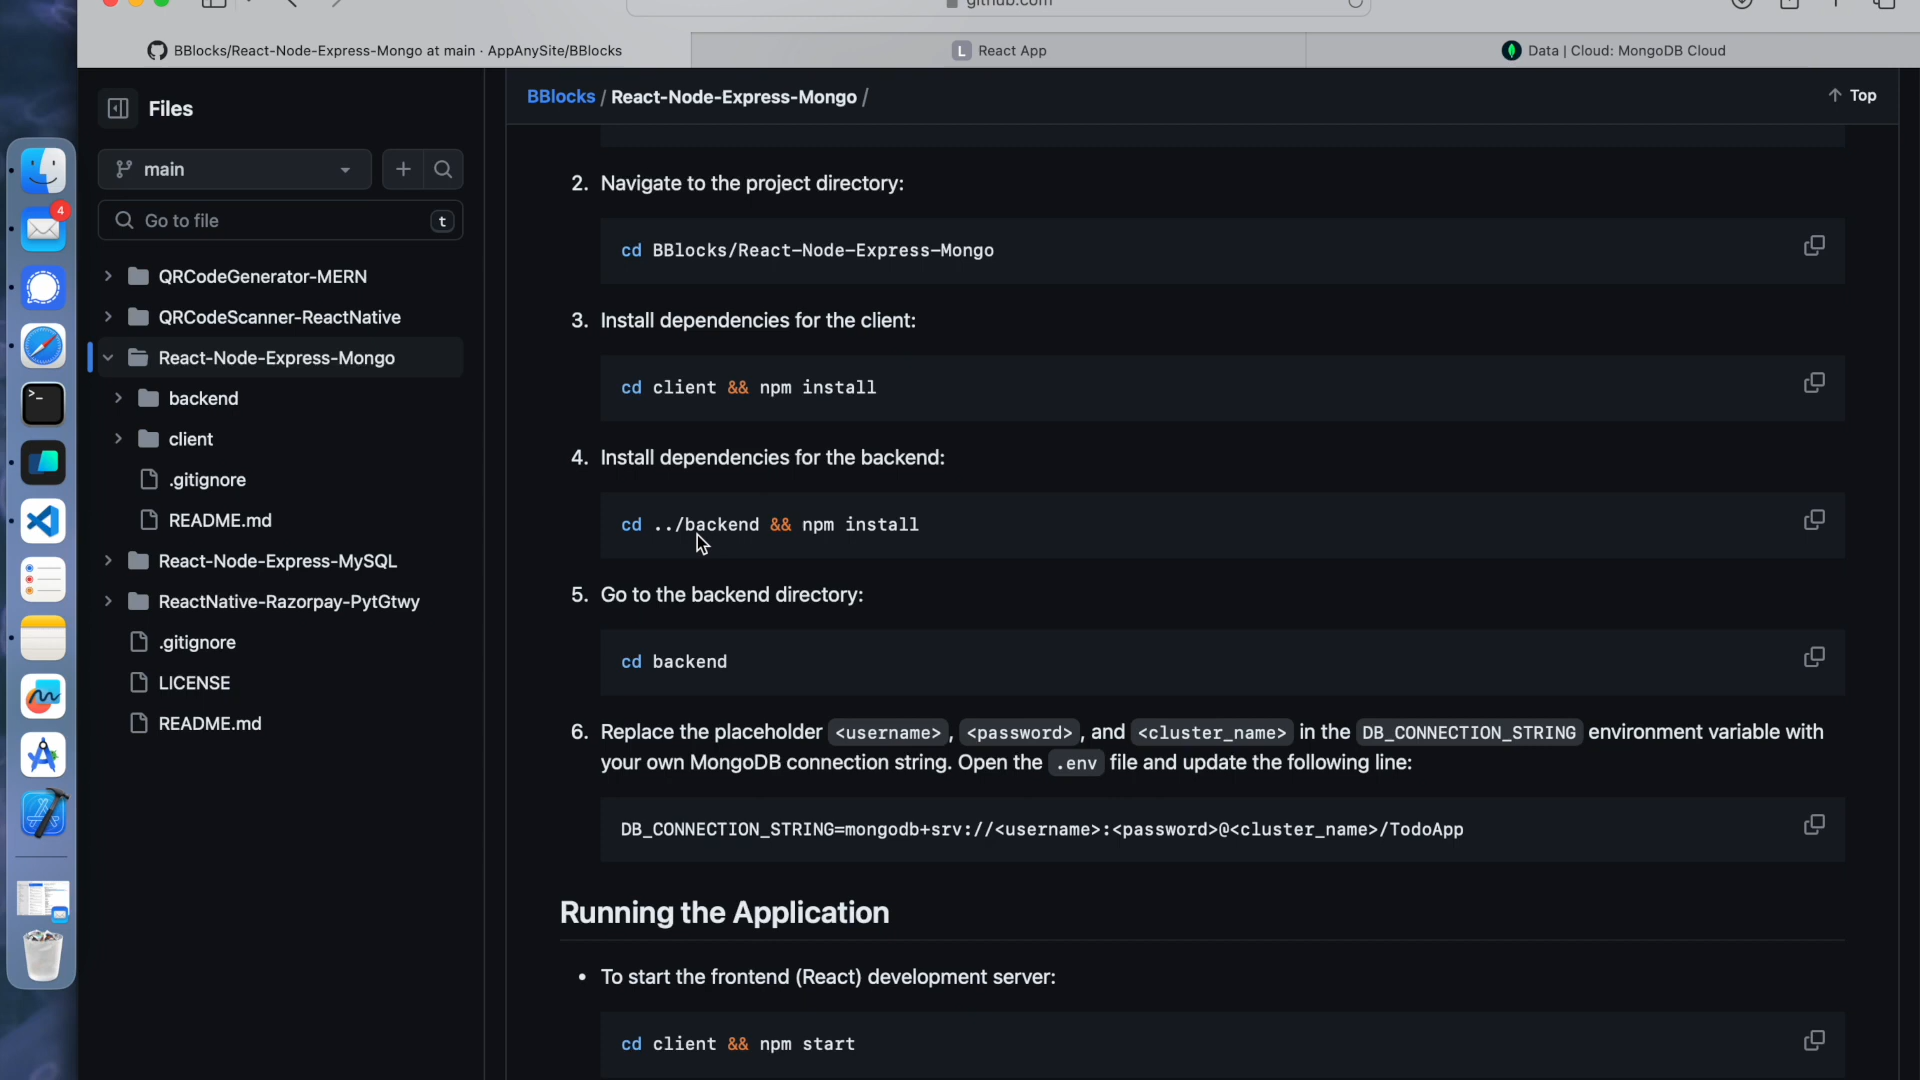 github.com
BBlocks/React-Node-Express-Mongo at main · AppAnySite/BBlocks
L React App
Data | Cloud: MongoDB Cloud
Files
BBlocks / React-Node-Express-Mongo /
Top
main
Go to file
t
4
QRCodeGenerator-MERN
QRCodeScanner-ReactNative
React-Node-Express-Mongo
backend
client
.gitignore
README.md
React-Node-Express-MySQL
ReactNative-Razorpay-PytGtwy
.gitignore
LICENSE
README.md
2. Navigate to the project directory:
cd BBlocks/React-Node-Express-Mongo
3. Install dependencies for the client:
cd client && npm install
4. Install dependencies for the backend:
cd ../backend && npm install
5. Go to the backend directory:
cd backend
6. Replace the placeholder <username>, <password>, and <cluster_name> in the DB_CONNECTION_STRING environment variable with
your own MongoDB connection string. Open the .env file and update the following line:
DB_CONNECTION_STRING=mongodb+srv://<username>:<password>@<cluster_name>/TodoApp
Running the Application
• To start the frontend (React) development server:
cd client && npm start